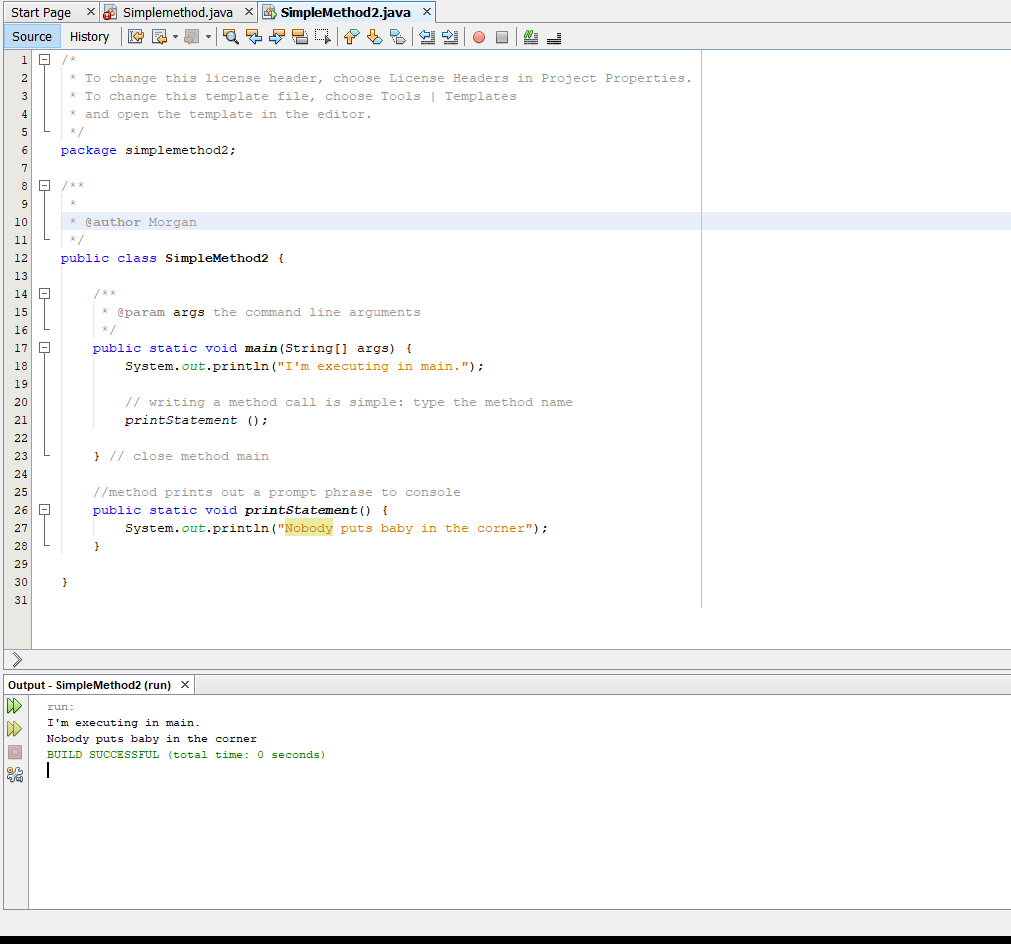 Start Page
Simplemethod.java
SimpleMethod2.java
Source History
1 /*
2  * To change this license header, choose License Headers in Project Properties.
3  * To change this template file, choose Tools | Templates
4  * and open the template in the editor.
5  */
6 package simplemethod2;
7
8 /**
9  *
10  * @author Morgan
11  */
12 public class SimpleMethod2 {
13
14     /**
15      * @param args the command line arguments
16      */
17     public static void main(String[] args) {
18         System.out.println("I'm executing in main.");
19
20         // writing a method call is simple: type the method name
21         printStatement ();
22
23     } // close method main
24
25     //method prints out a prompt phrase to console
26     public static void printStatement() {
27         System.out.println("Nobody puts baby in the corner");
28     }
29
30 }
31
Output - SimpleMethod2 (run)
run:
I'm executing in main.
Nobody puts baby in the corner
BUILD SUCCESSFUL (total time: 0 seconds)